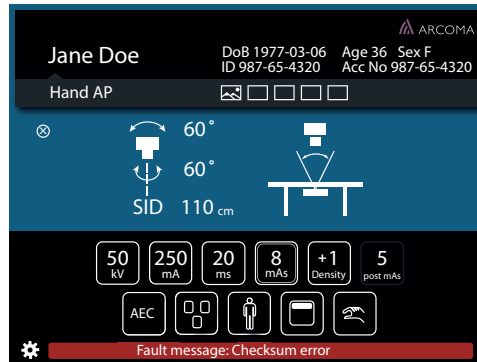 ARCOMA
Jane Doe
DoB 1977-03-06 Age 36 Sex F
ID 987-65-4320 Acc No 987-65-4320
Hand AP
60°
60°
SID 110 cm
50 kV 250 mA 20 ms 8 mAs +1 Density 5 post mAs
AEC
Fault message: Checksum error